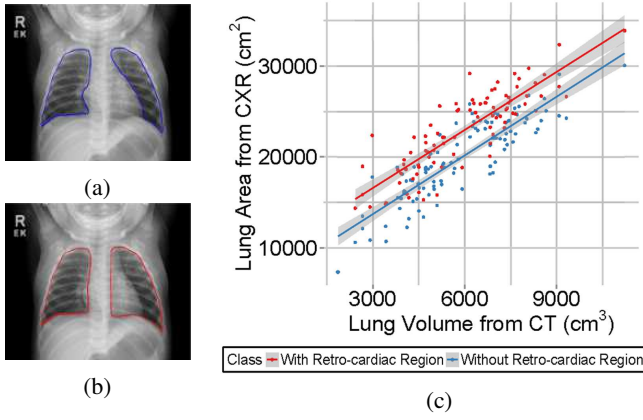 R
EK
(a)
R
EK
(b)
Lung Area from CXR (cm²)
30000
20000
10000
3000 6000 9000
Lung Volume from CT (cm³)
Class With Retro-cardiac Region Without Retro-cardiac Region
(c)